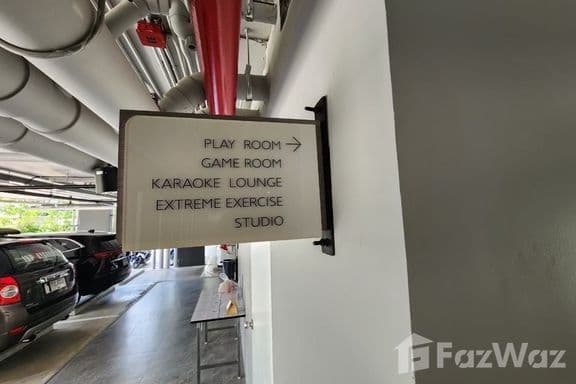 PLAY ROOM →
GAME ROOM
KARAOKE LOUNGE
EXTREME EXERCISE
STUDIO
FazWaz